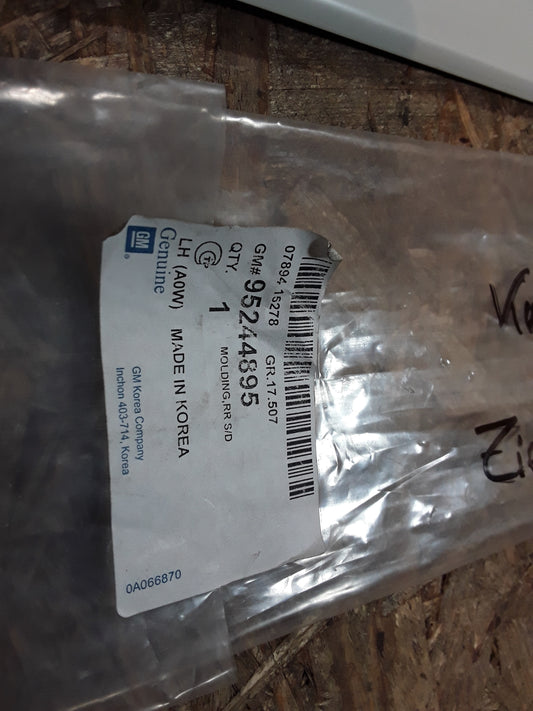 07894 15278 GR.17.507
GM# 95244895
QTY. 1 MOLDING,RR S/D
LH (A0W) MADE IN KOREA
GM
Genuine
GM Korea Company
Inchon 403-714, Korea
0A066870